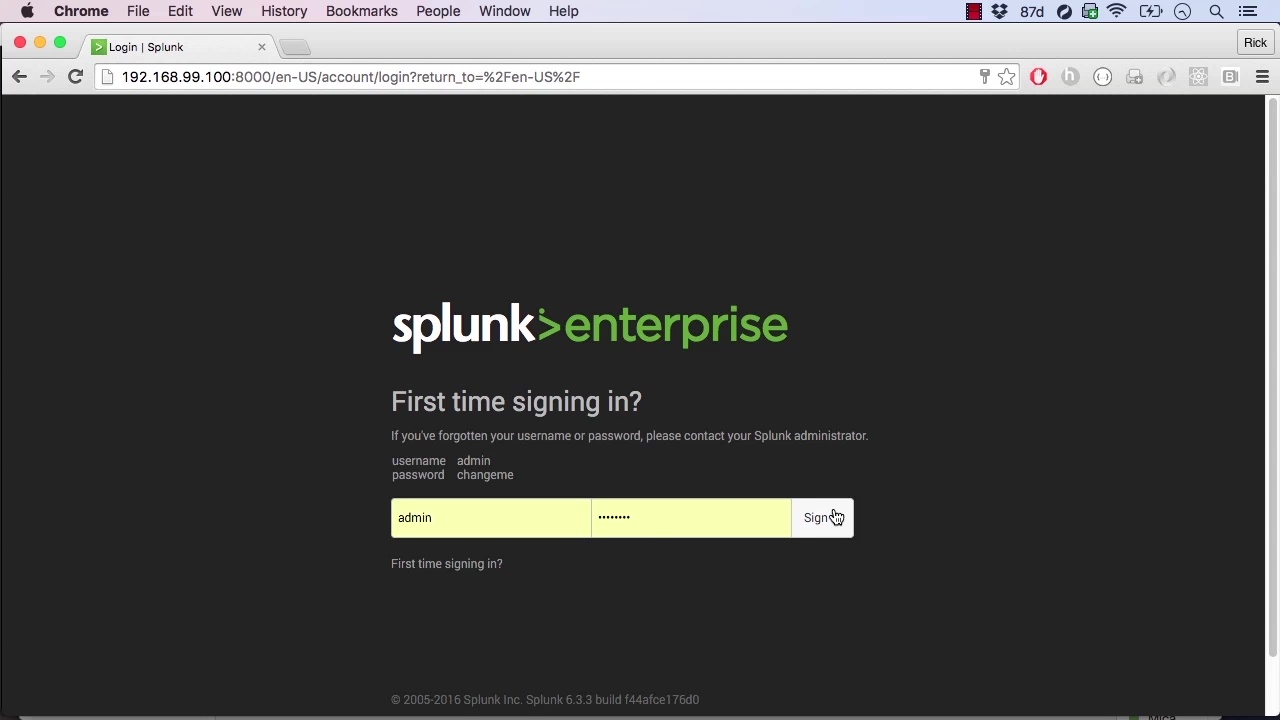 Chrome File Edit View History Bookmarks People Window Help 87d
Login | Splunk
Rick
192.168.99.100:8000/en-US/account/login?return_to=%2Fen-US%2F
splunk>enterprise
First time signing in?
If you've forgotten your username or password, please contact your Splunk administrator.
username admin
password changeme
admin •••••••• Sign
First time signing in?
© 2005-2016 Splunk Inc. Splunk 6.3.3 build f44afce176d0